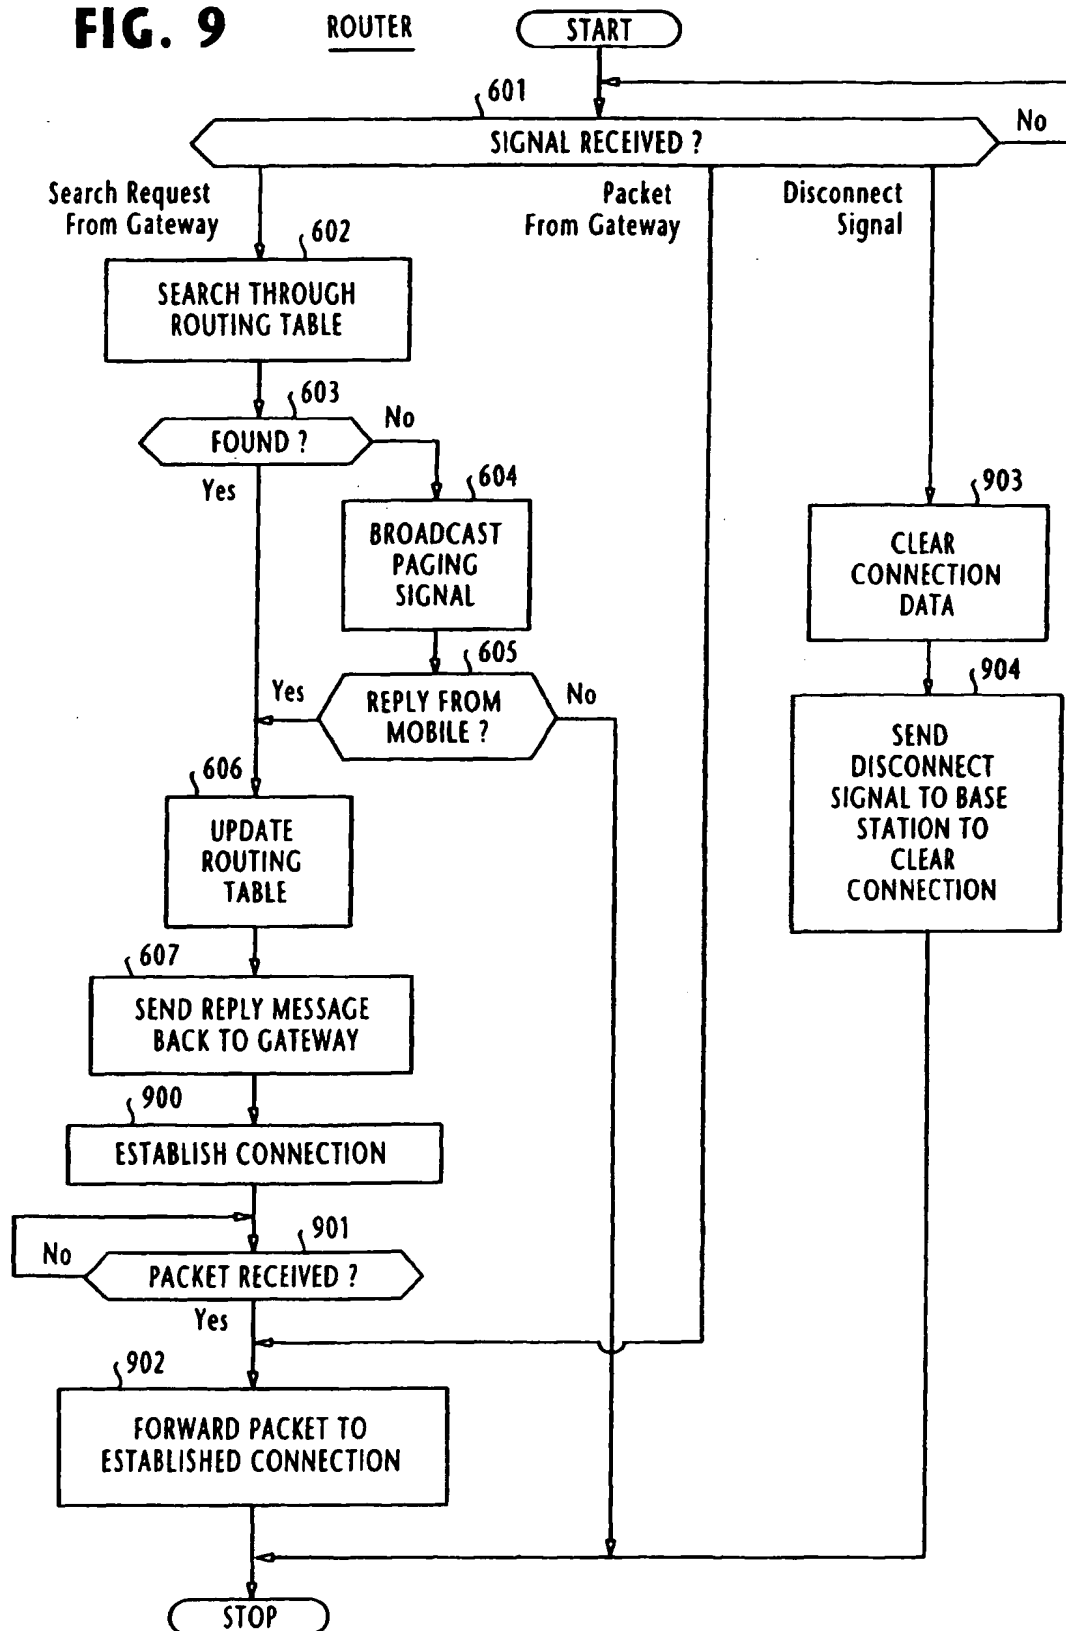 FIG. 9
ROUTER
START
601
SIGNAL RECEIVED ?
No
Search Request
From Gateway
Packet
From Gateway
Disconnect
Signal
602
SEARCH THROUGH
ROUTING TABLE
603
FOUND ?
No
Yes
604
BROADCAST
PAGING
SIGNAL
605
REPLY FROM
MOBILE ?
Yes
No
606
UPDATE
ROUTING
TABLE
607
SEND REPLY MESSAGE
BACK TO GATEWAY
900
ESTABLISH CONNECTION
901
PACKET RECEIVED ?
No
Yes
902
FORWARD PACKET TO
ESTABLISHED CONNECTION
903
CLEAR
CONNECTION
DATA
904
SEND
DISCONNECT
SIGNAL TO BASE
STATION TO
CLEAR
CONNECTION
STOP